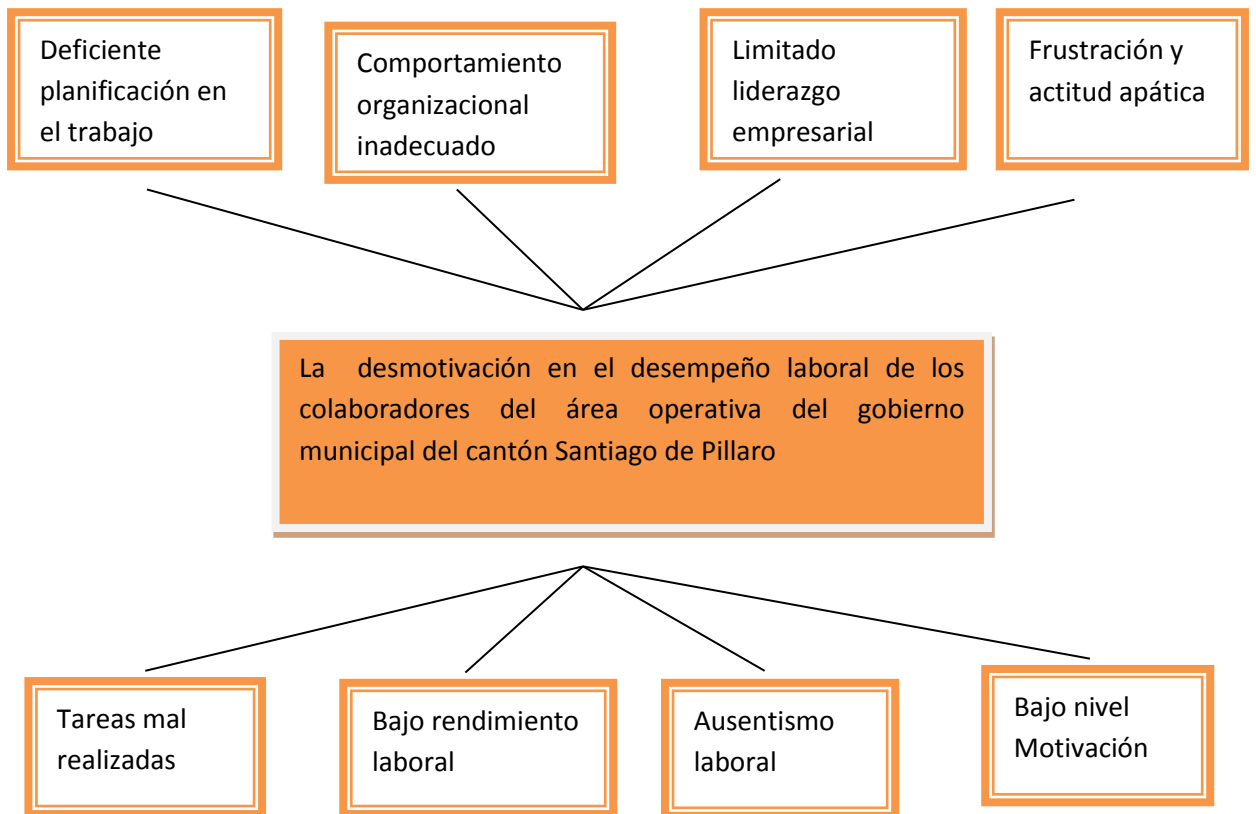 Deficiente
planificación en
el trabajo
Comportamiento
organizacional
inadecuado
Limitado
liderazgo
empresarial
Frustración y
actitud apática
La desmotivación en el desempeño laboral de los
colaboradores del área operativa del gobierno
municipal del cantón Santiago de Pillaro
Tareas mal
realizadas
Bajo rendimiento
laboral
Ausentismo
laboral
Bajo nivel
Motivación